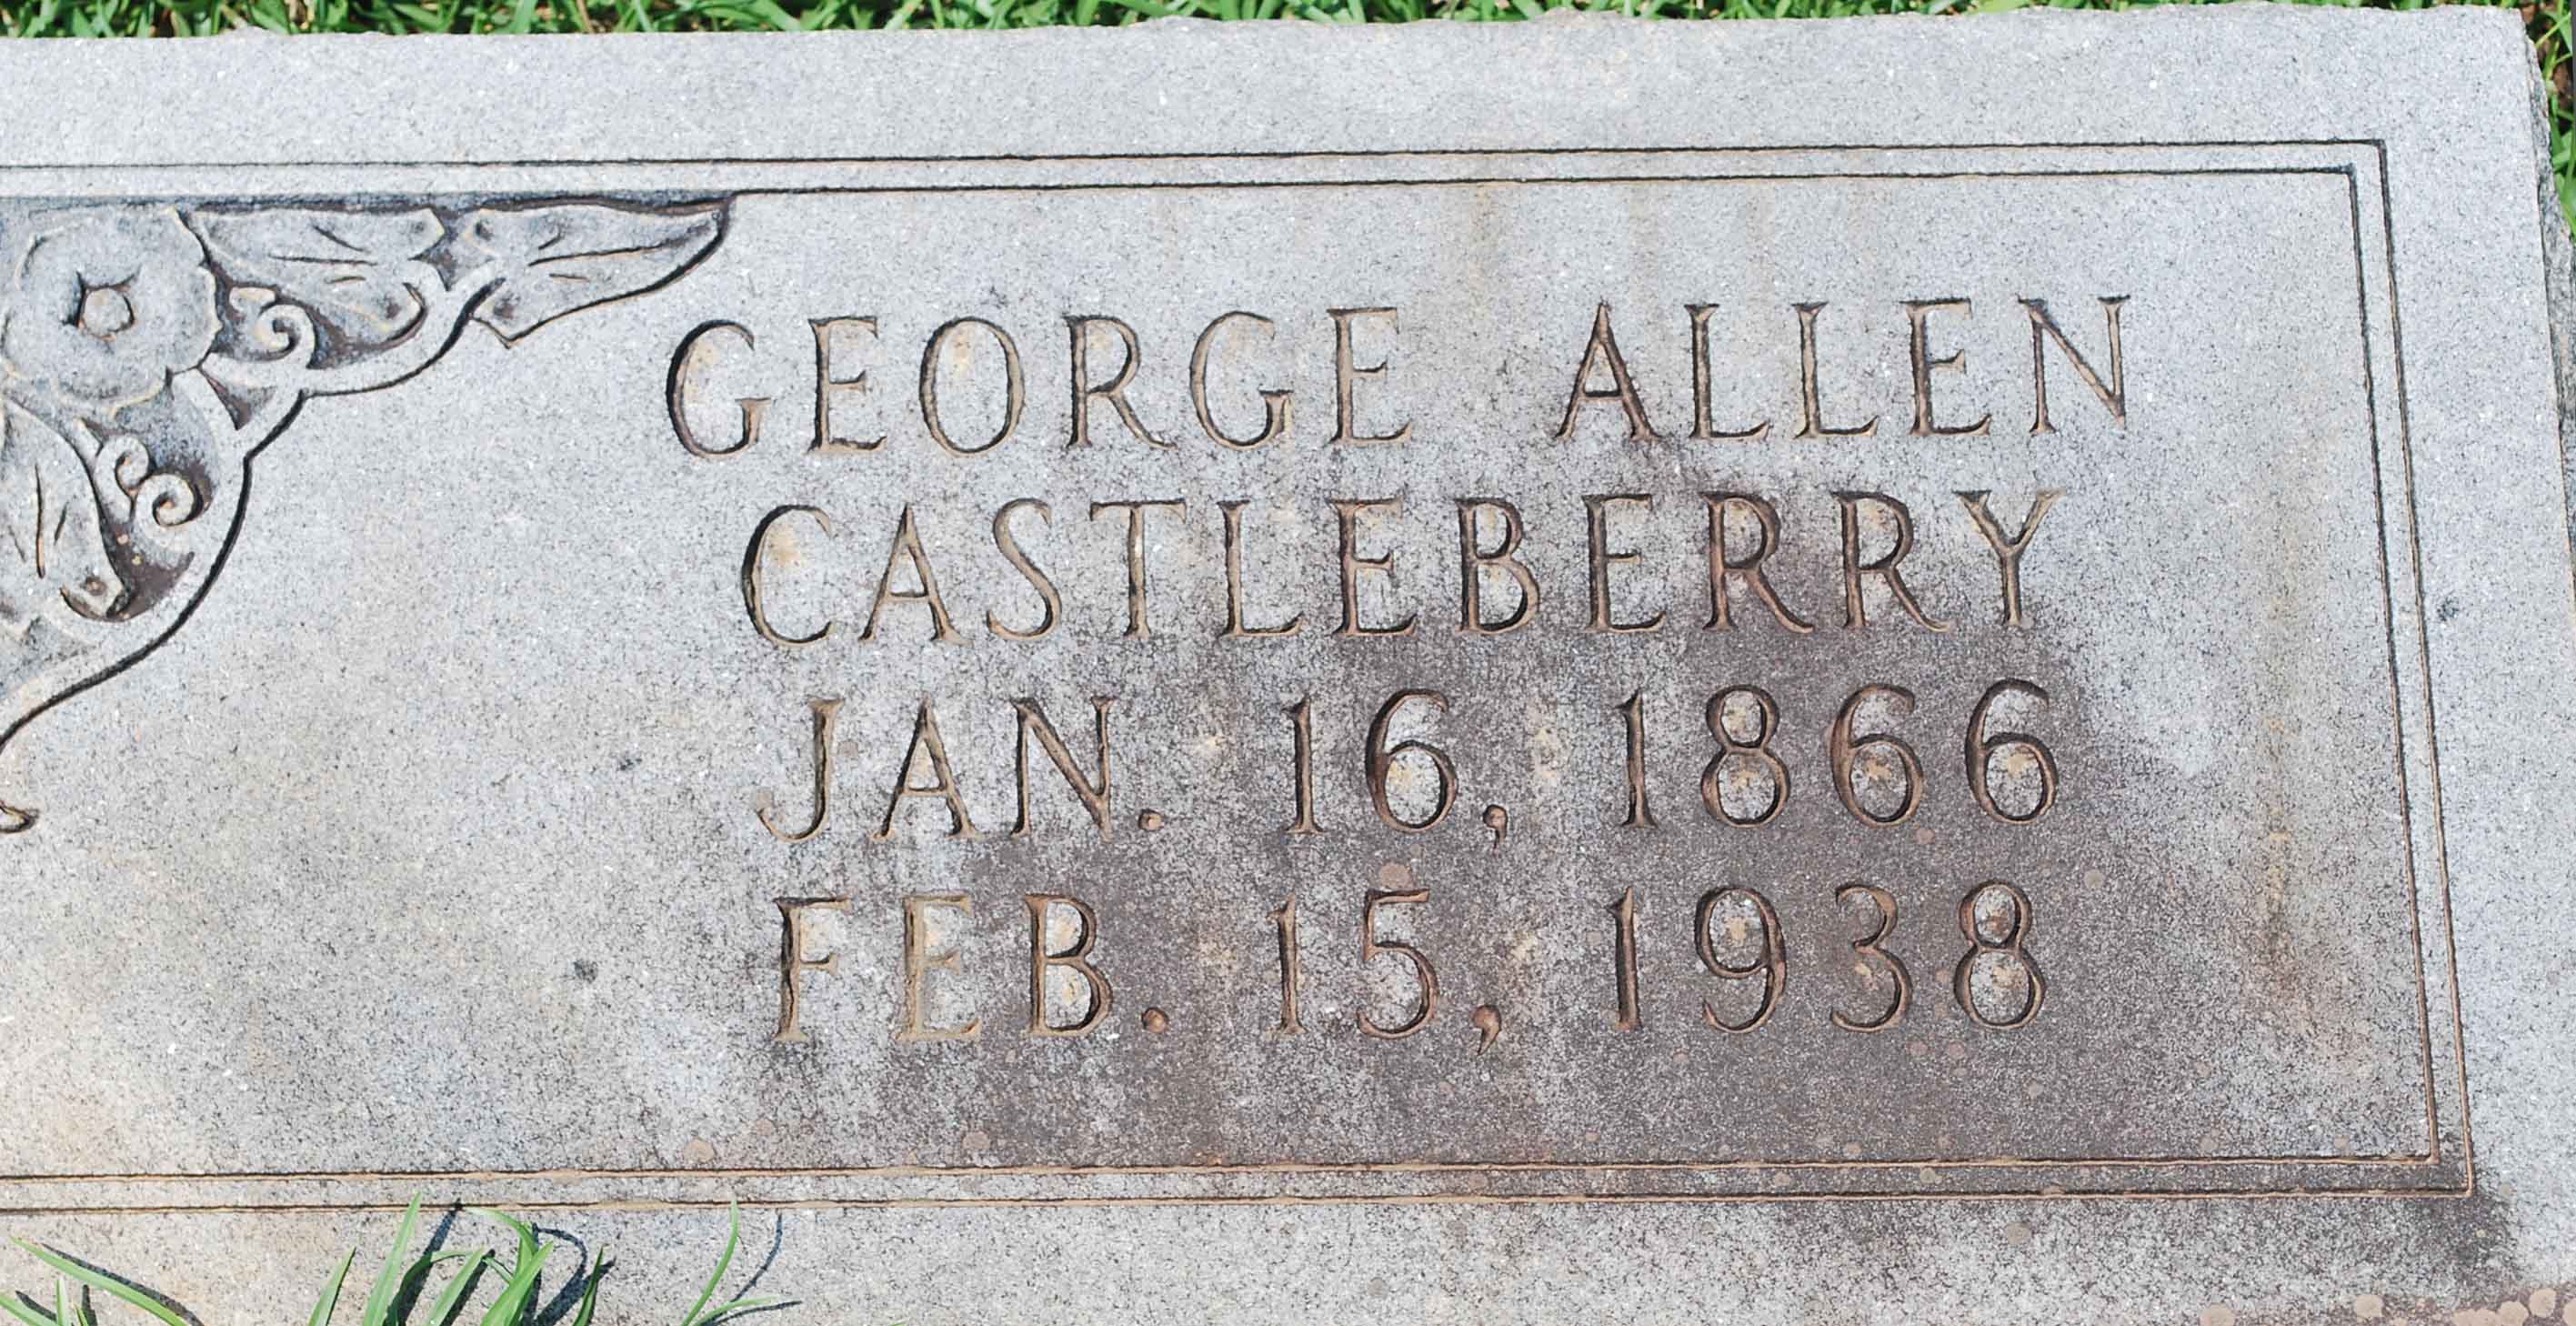 GEORGE ALLEN
CASTLEBERRY
JAN. 16, 1866
FEB. 15, 1938